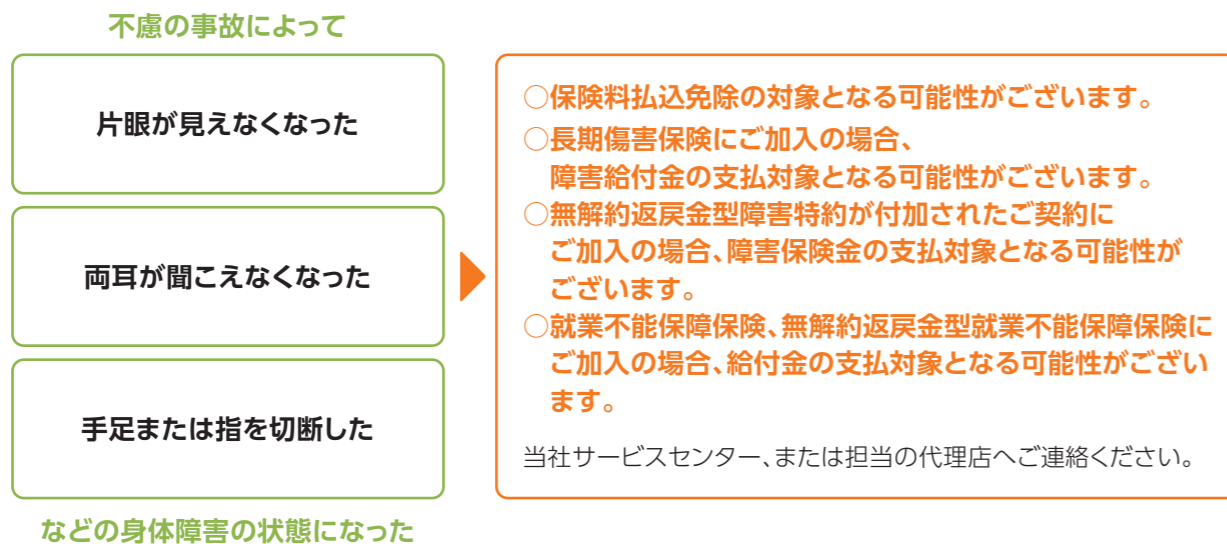 不慮の事故によって
片眼が見えなくなった
両耳が聞こえなくなった
手足または指を切断した
などの身体障害の状態になった
○保険料払込免除の対象となる可能性がございます。
○長期傷害保険にご加入の場合、
障害給付金の支払対象となる可能性がございます。
○無解約返戻金型障害特約が付加されたご契約に
ご加入の場合、障害保険金の支払対象となる可能性が
ございます。
○就業不能保障保険、無解約返戻金型就業不能保障保険に
ご加入の場合、給付金の支払対象となる可能性がござい
ます。
当社サービスセンター、または担当の代理店へご連絡ください。